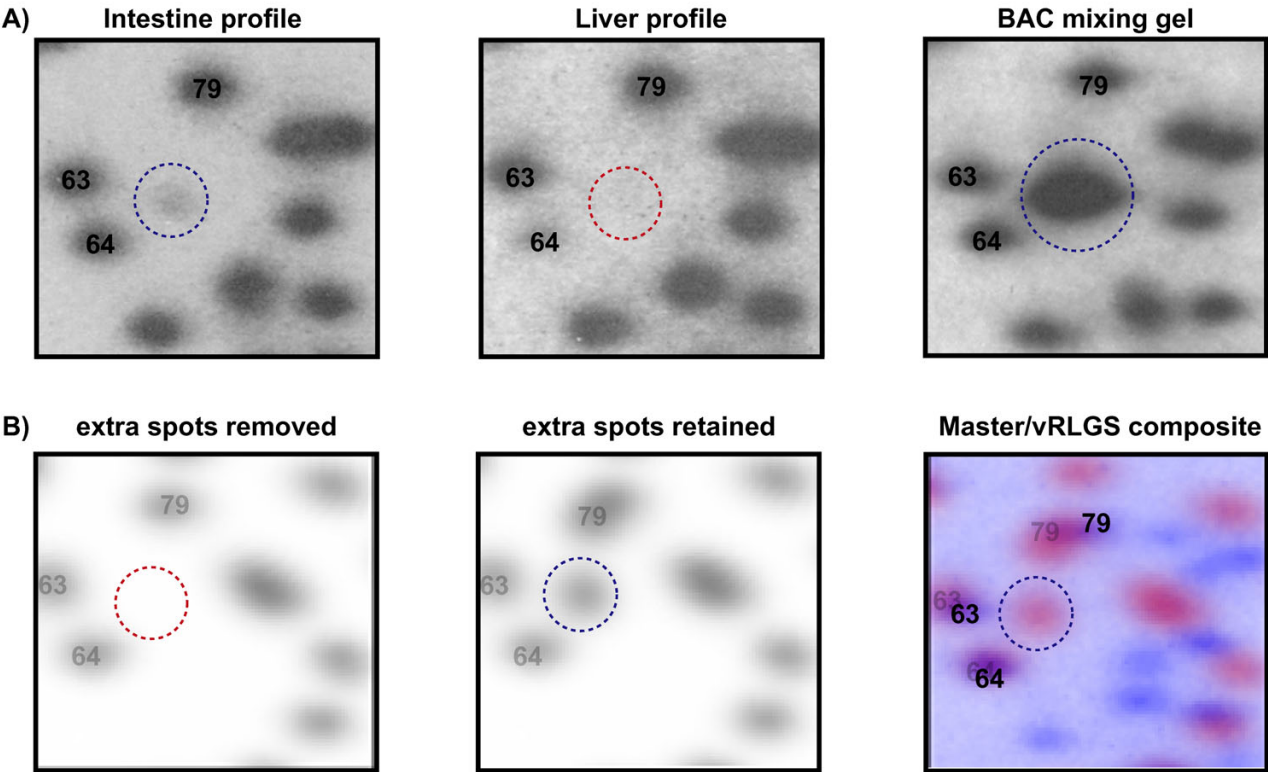 A) Intestine profile Liver profile BAC mixing gel
79 79 79
63 63 63
64 64 64
B) extra spots removed extra spots retained Master/vRLGS composite
79 79 79 79
63 63 63 63
64 64 64 64